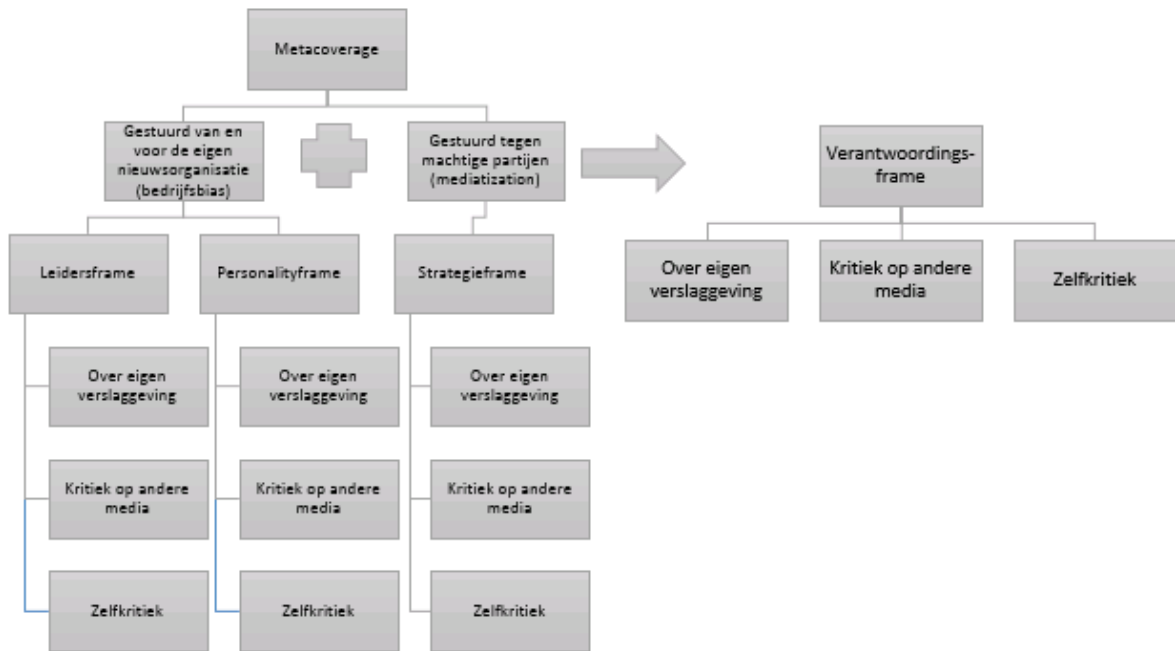 Metacoverage
Gestuurd van en
voor de eigen
nieuwsorganisatie
(bedrijfsbias)
Gestuurd tegen
machtige partijen
(mediatization)
Verantwoordings-
frame
Leidersframe
Personalityframe
Strategieframe
Over eigen
verslaggeving
Kritiek op andere
media
Zelfkritiek
Over eigen
verslaggeving
Over eigen
verslaggeving
Over eigen
verslaggeving
Kritiek op andere
media
Kritiek op andere
media
Kritiek op andere
media
Zelfkritiek
Zelfkritiek
Zelfkritiek